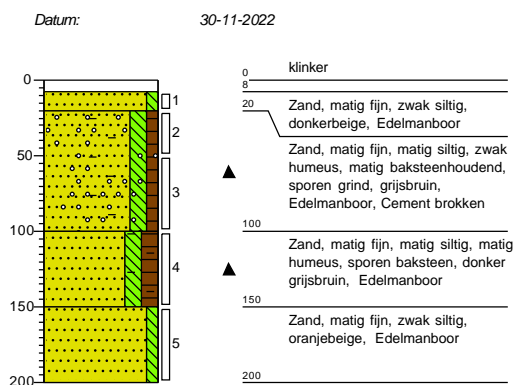 Datum: 30-11-2022
0
50
100
150
200
1
2
3
4
5
0
klinker
8
20
Zand, matig fijn, zwak siltig,
donkerbeige, Edelmanboor
Zand, matig fijn, matig siltig, zwak
humeus, matig baksteenhoudend,
sporen grind, grijsbruin,
Edelmanboor, Cement brokken
100
Zand, matig fijn, matig siltig, matig
humeus, sporen baksteen, donker
grijsbruin, Edelmanboor
150
Zand, matig fijn, zwak siltig,
oranjebeige, Edelmanboor
200